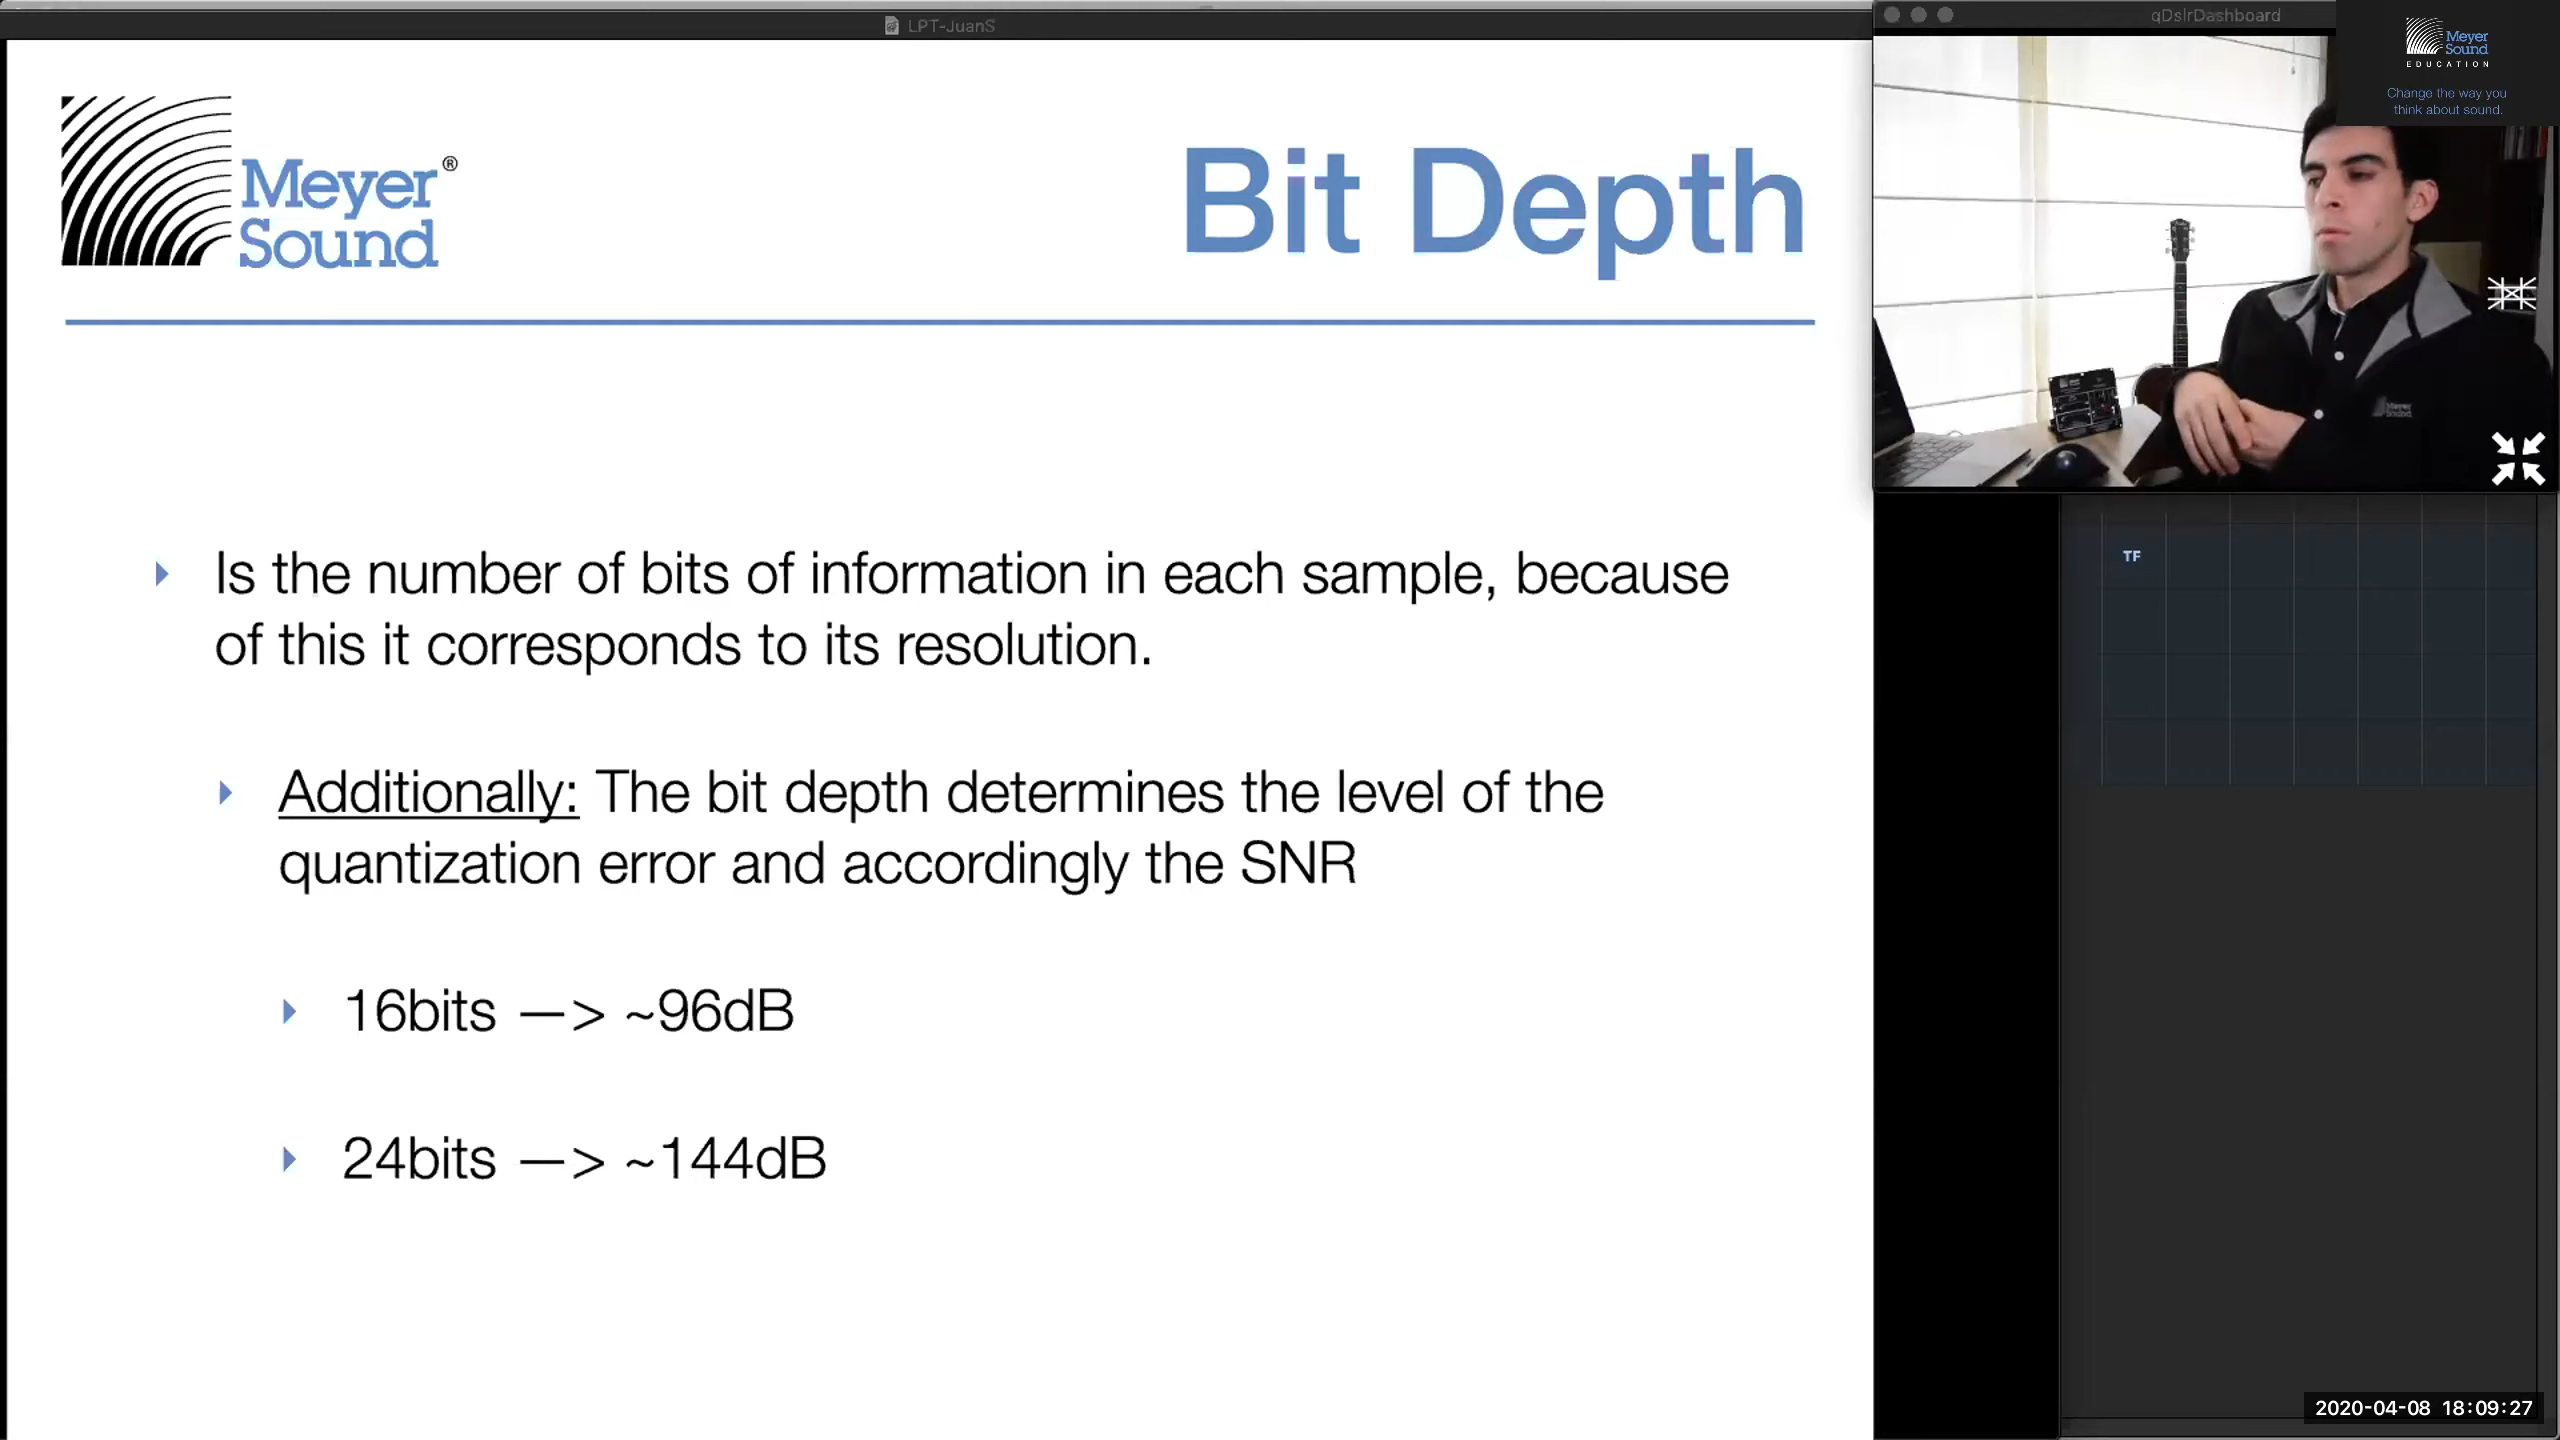 LPT-JuanS
qDslrDashboard
Meyer
Sound
EDUCATION
Change the way you
think about sound.
Meyer ®
Sound
Bit Depth
Is the number of bits of information in each sample, because
of this it corresponds to its resolution.
Additionally: The bit depth determines the level of the
quantization error and accordingly the SNR
16bits —> ~96dB
24bits —> ~144dB
Meyer
Sound
TF
2020-04-08 18:09:27